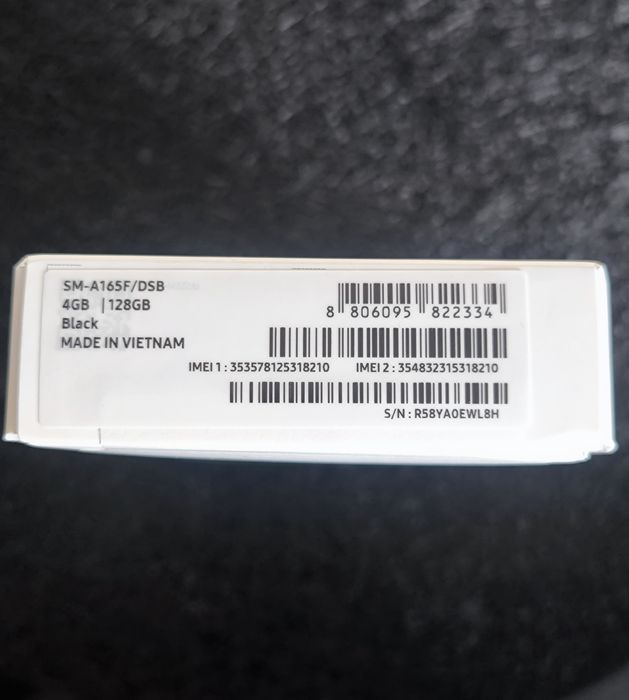 SM-A165F/DSB
4GB | 128GB
Black
MADE IN VIETNAM
8 806095 822334
IMEI 1 : 353578125318210 IMEI 2 : 354832315318210
S/N : R58YA0EWL8H